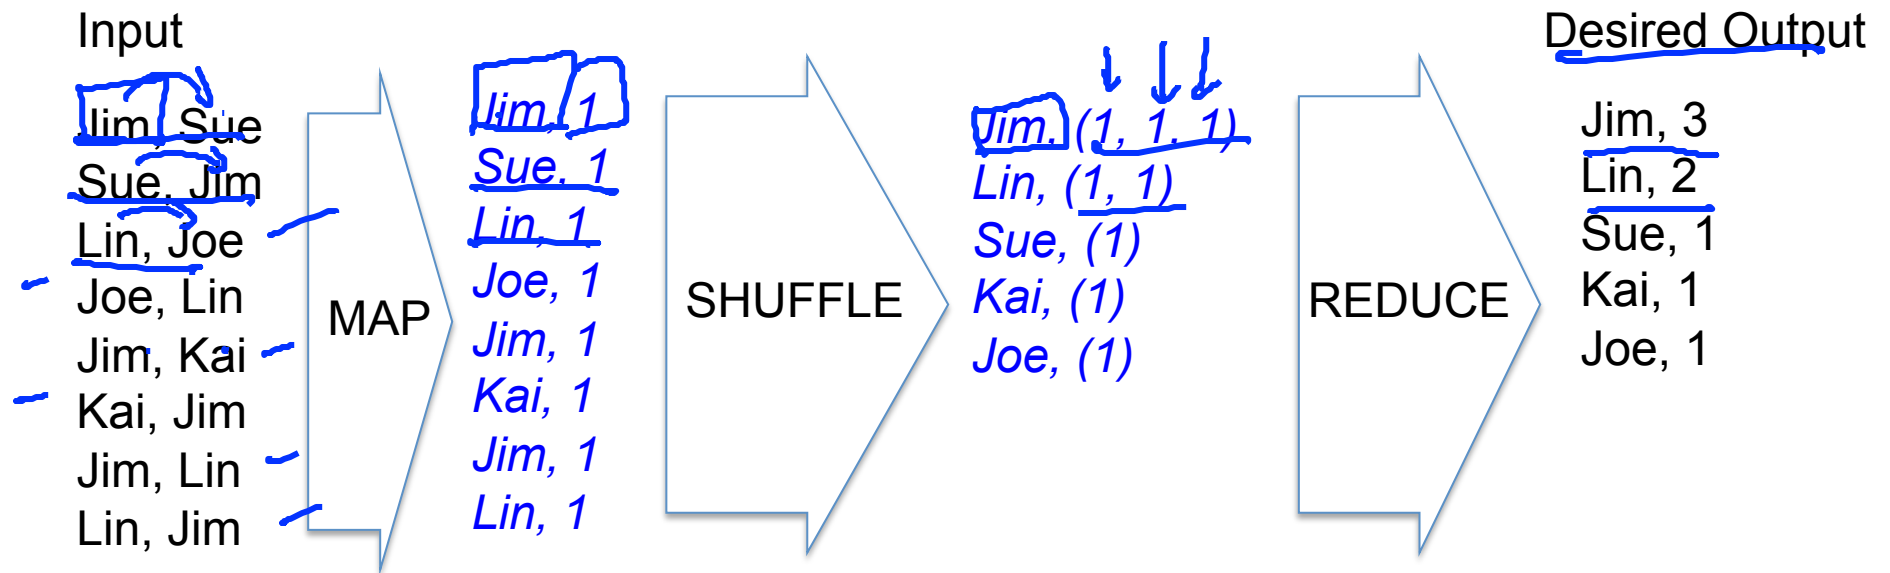 Input
Jim, Sue
Sue, Jim
Lin, Joe
Joe, Lin
Jim, Kai
Kai, Jim
Jim, Lin
Lin, Jim
MAP
Jim, 1
Sue, 1
Lin, 1
Joe, 1
Jim, 1
Kai, 1
Jim, 1
Lin, 1
SHUFFLE
Jim, (1, 1, 1)
Lin, (1, 1)
Sue, (1)
Kai, (1)
Joe, (1)
REDUCE
Desired Output
Jim, 3
Lin, 2
Sue, 1
Kai, 1
Joe, 1